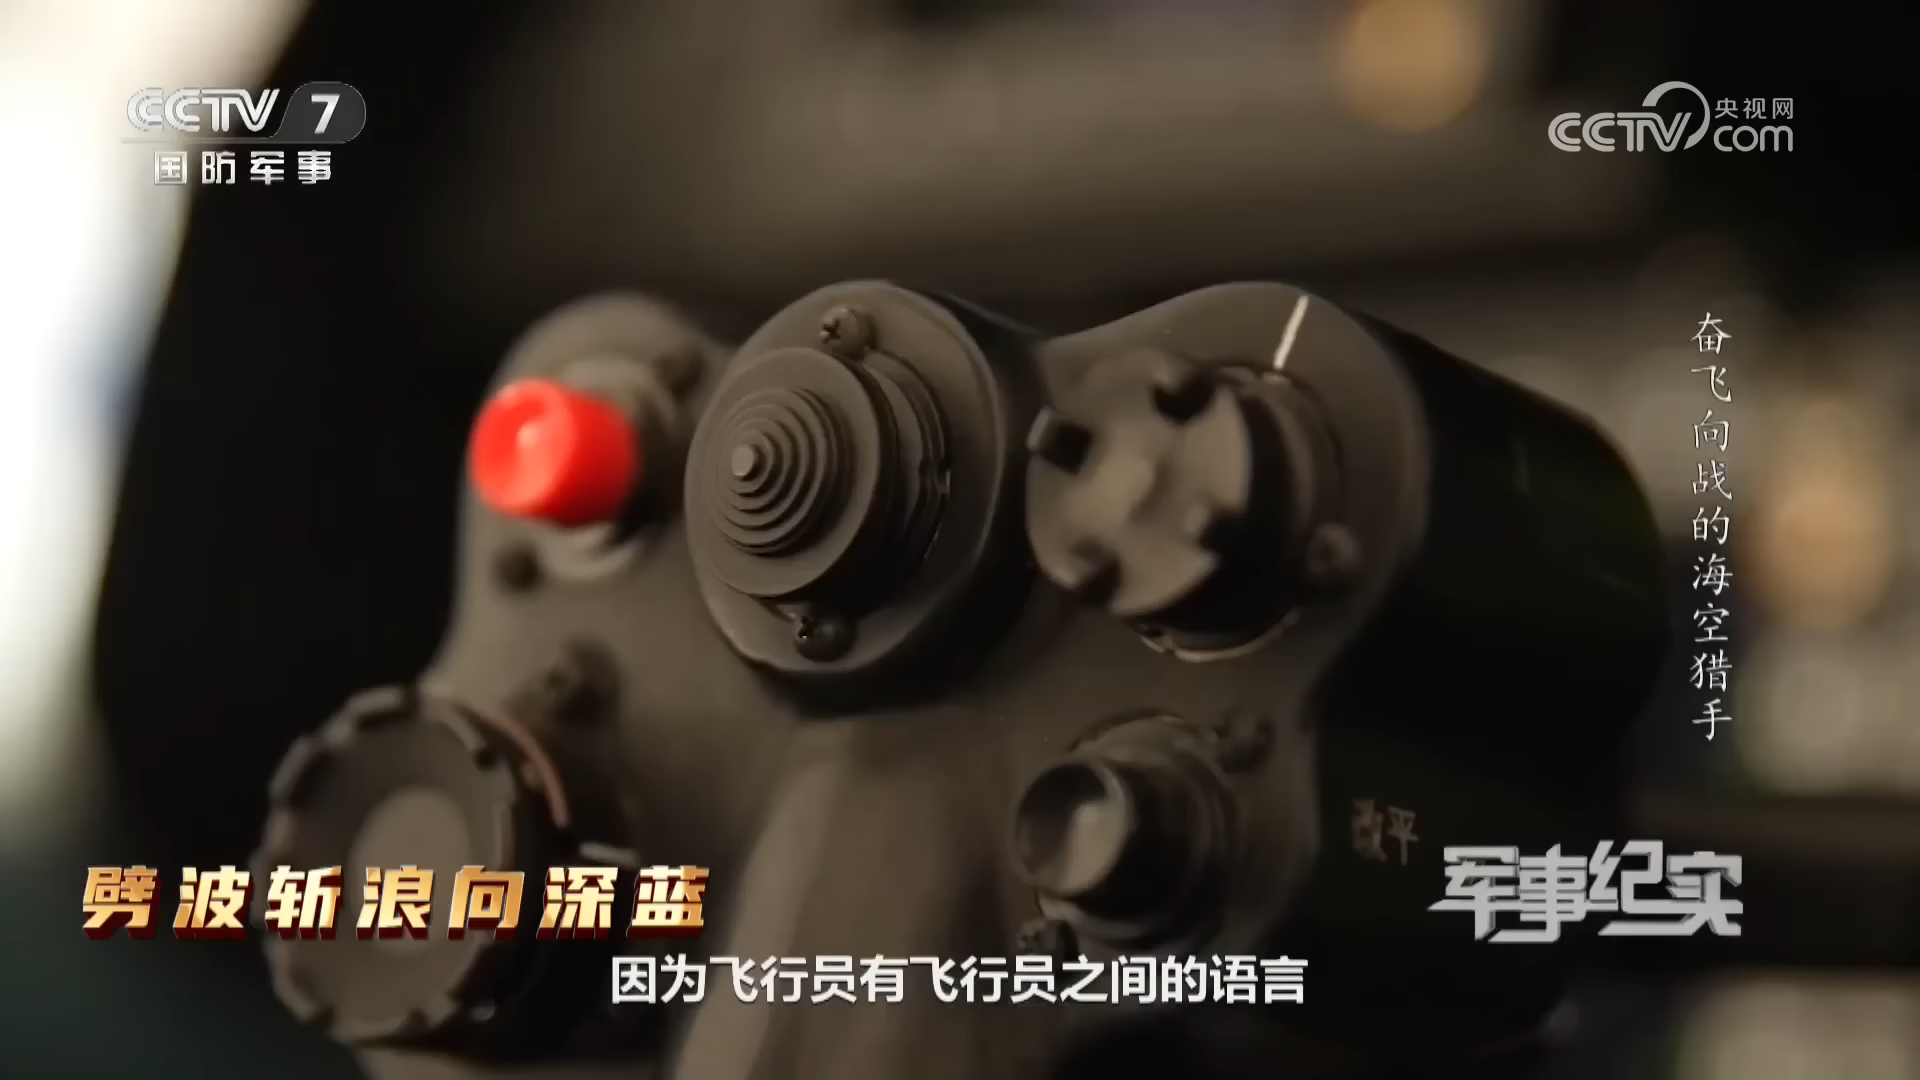 CCTV 7
国防军事
央视网
CCTV.com
奋飞向战的海空猎手
改平
军事纪实
劈波斩浪向深蓝
因为飞行员有飞行员之间的语言